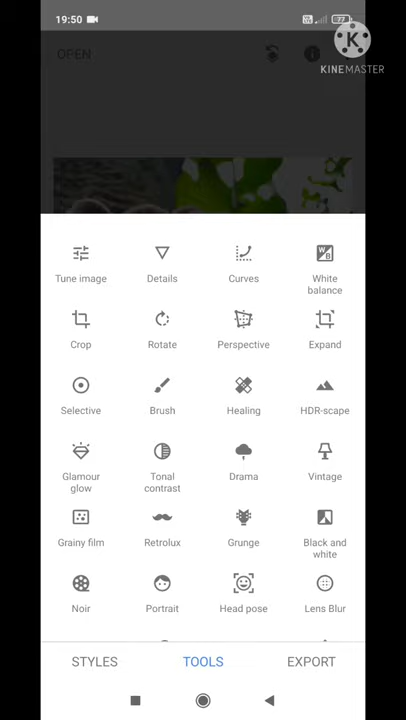 19:50
77
OPEN
KINEMASTER
Tune image
Details
Curves
White
balance
Crop
Rotate
Perspective
Expand
Selective
Brush
Healing
HDR-scape
Glamour
glow
Tonal
contrast
Drama
Vintage
Grainy film
Retrolux
Grunge
Black and
white
Noir
Portrait
Head pose
Lens Blur
STYLES
TOOLS
EXPORT